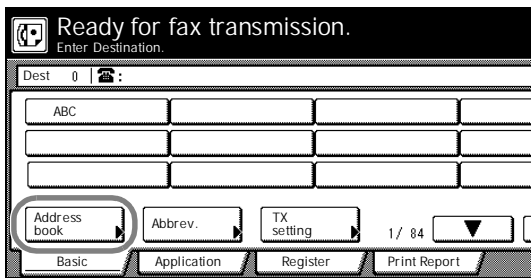 Ready for fax transmission.
Enter Destination.
Dest 0 :
ABC
Address book Abbrev. TX setting 1/ 84
Basic Application Register Print Report